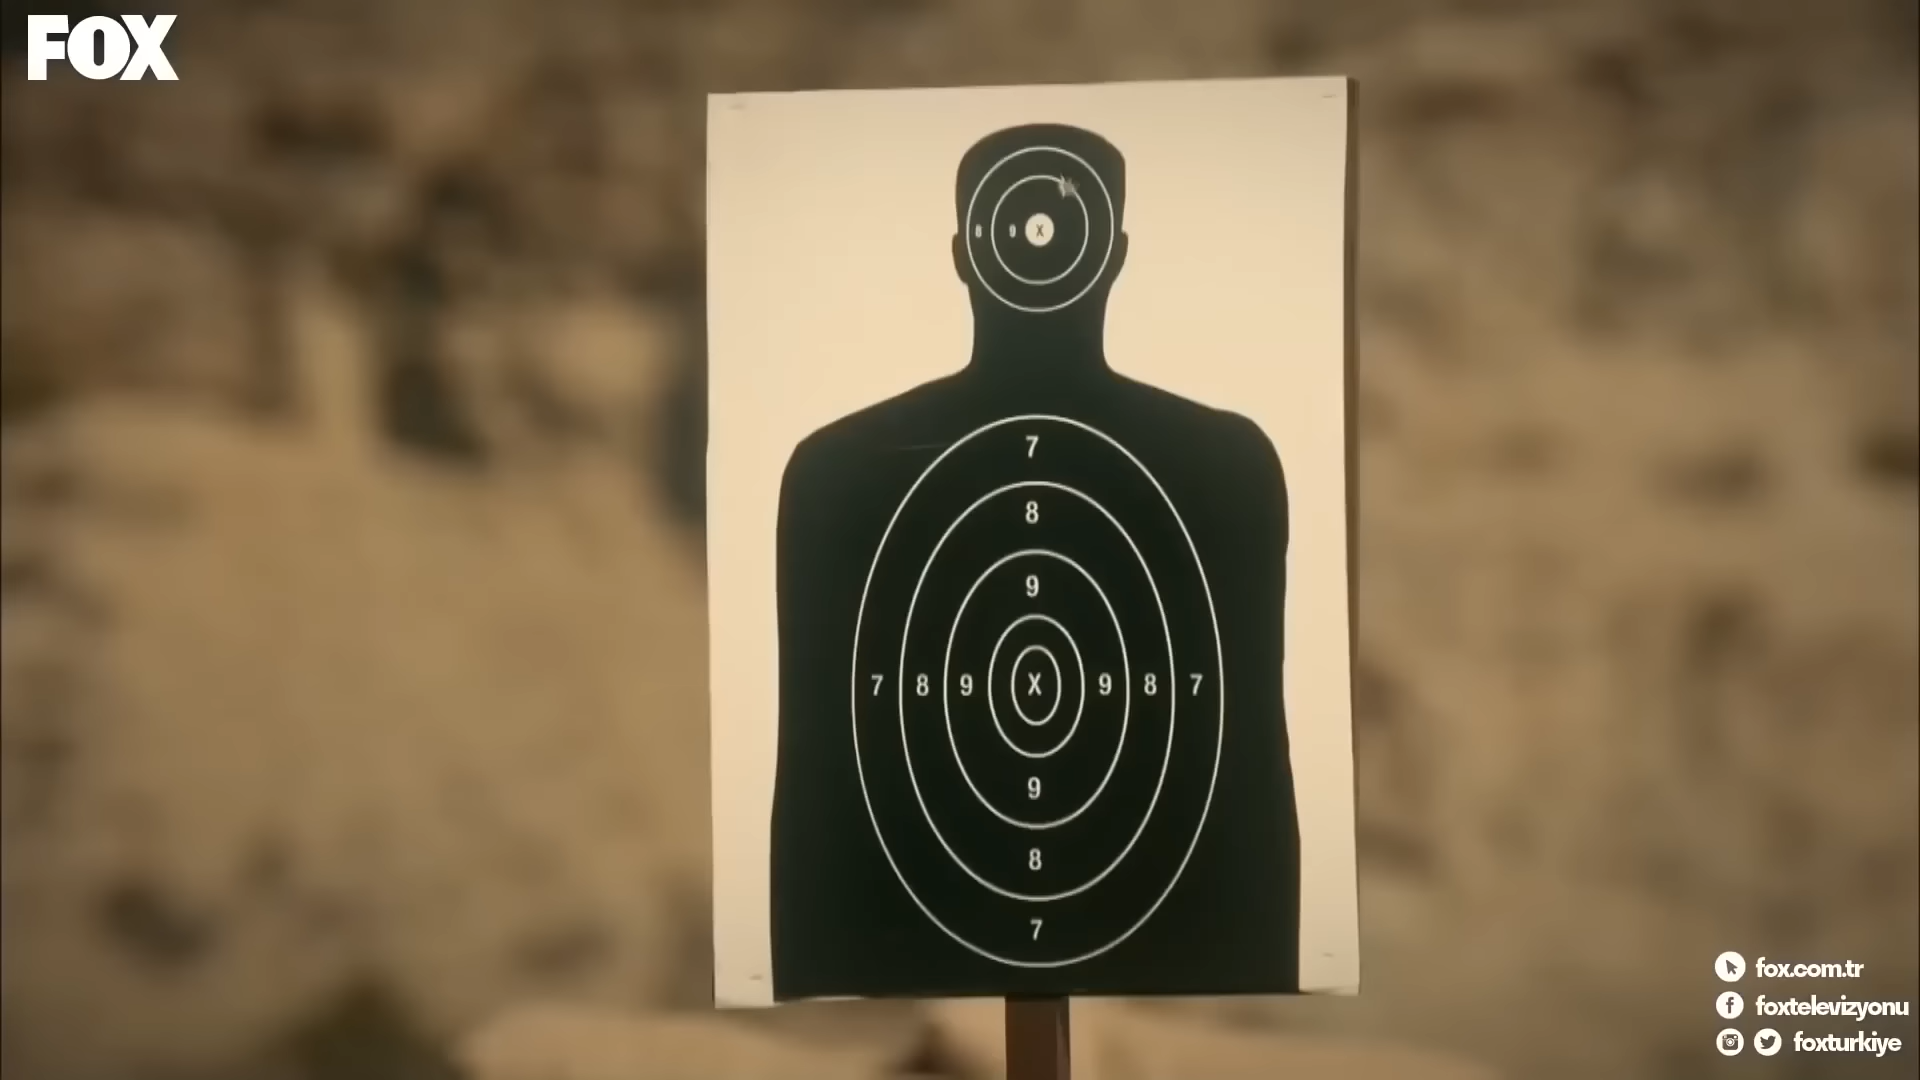 FOX
8 9 X
7
8
9
7 8 9 X 9 8 7
9
8
7
fox.com.tr
foxtelevizyonu
foxturkiye